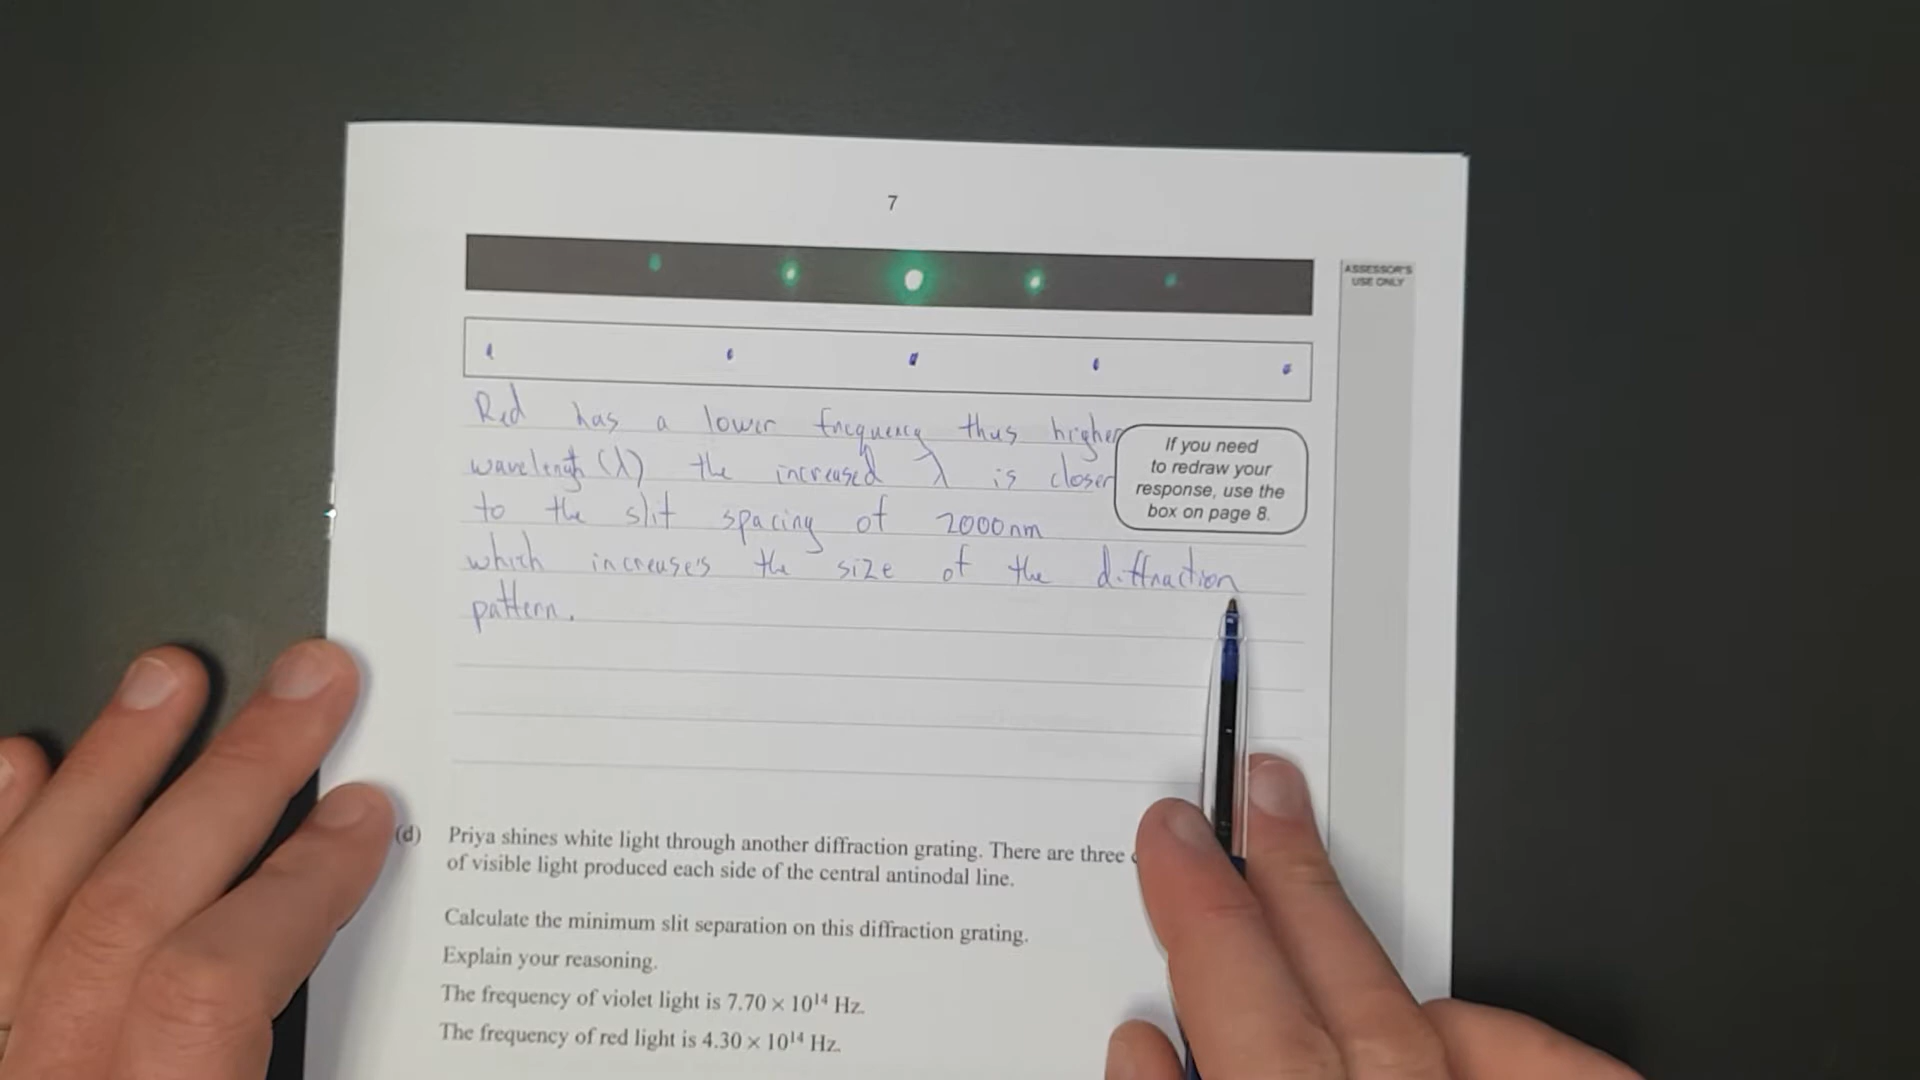 7
ASSESSOR'S
USE ONLY
Red has a lower frequency thus higher
wavelength (λ) the increased λ is closer
to the slit spacing of 2000nm
which increase's the size of the diffraction
pattern.
If you need
to redraw your
response, use the
box on page 8.
(d) Priya shines white light through another diffraction grating. There are three
of visible light produced each side of the central antinodal line.
Calculate the minimum slit separation on this diffraction grating.
Explain your reasoning.
The frequency of violet light is 7.70 × 10¹⁴ Hz.
The frequency of red light is 4.30 × 10¹⁴ Hz.